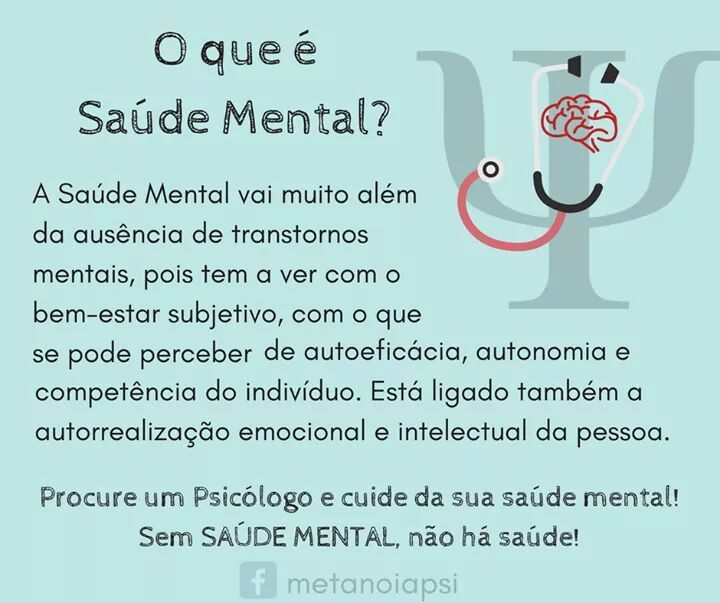 O que é
Saúde Mental?
A Saúde Mental vai muito além
da ausência de transtornos
mentais, pois tem a ver com o
bem-estar subjetivo, com o que
se pode perceber de autoeficácia, autonomia e
competência do indivíduo. Está ligado também a
autorrealização emocional e intelectual da pessoa.
Procure um Psicólogo e cuide da sua saúde mental!
Sem SAÚDE MENTAL, não há saúde!
f metanoiapsi